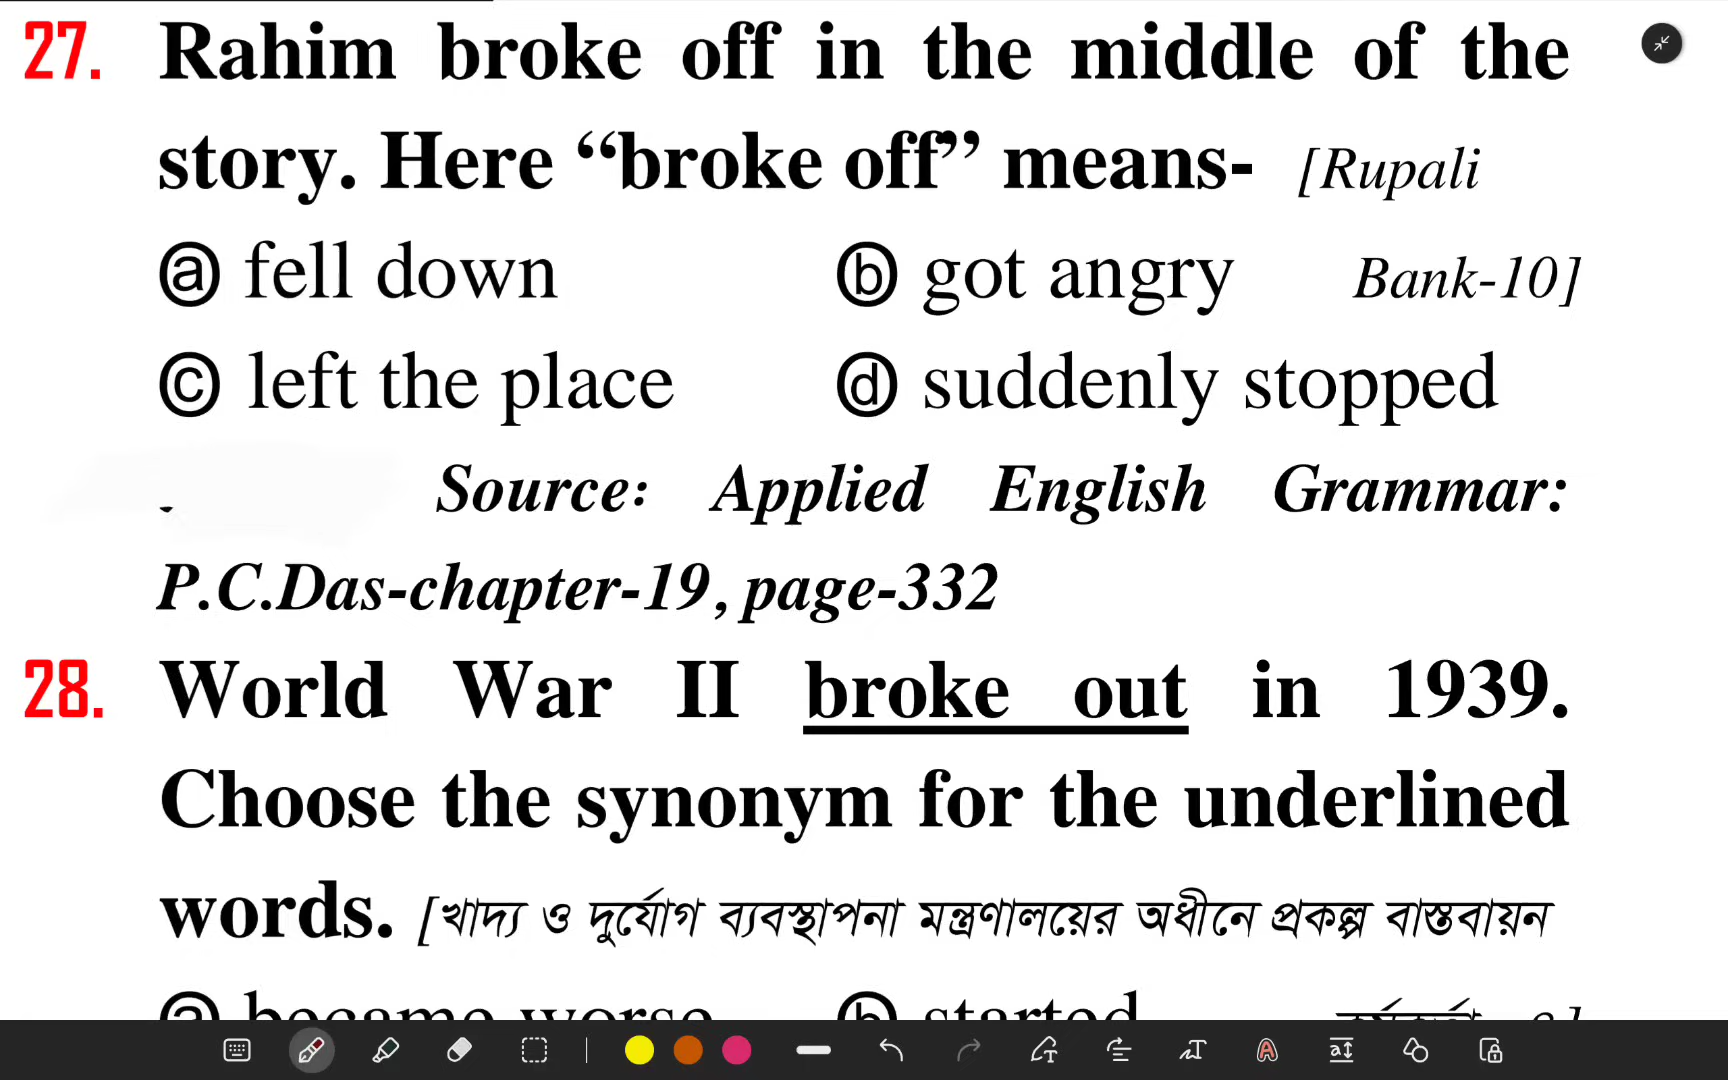 27. Rahim broke off in the middle of the
story. Here “broke off” means- [Rupali
ⓐ fell down ⓑ got angry Bank-10]
ⓒ left the place ⓓ suddenly stopped
Source: Applied English Grammar:
P.C.Das-chapter-19, page-332
28. World War II broke out in 1939.
Choose the synonym for the underlined
words. [খাদ্য ও দুর্যোগ ব্যবস্থাপনা মন্ত্রণালয়ের অধীনে প্রকল্প বাস্তবায়ন
ⓐ became worse ⓑ started